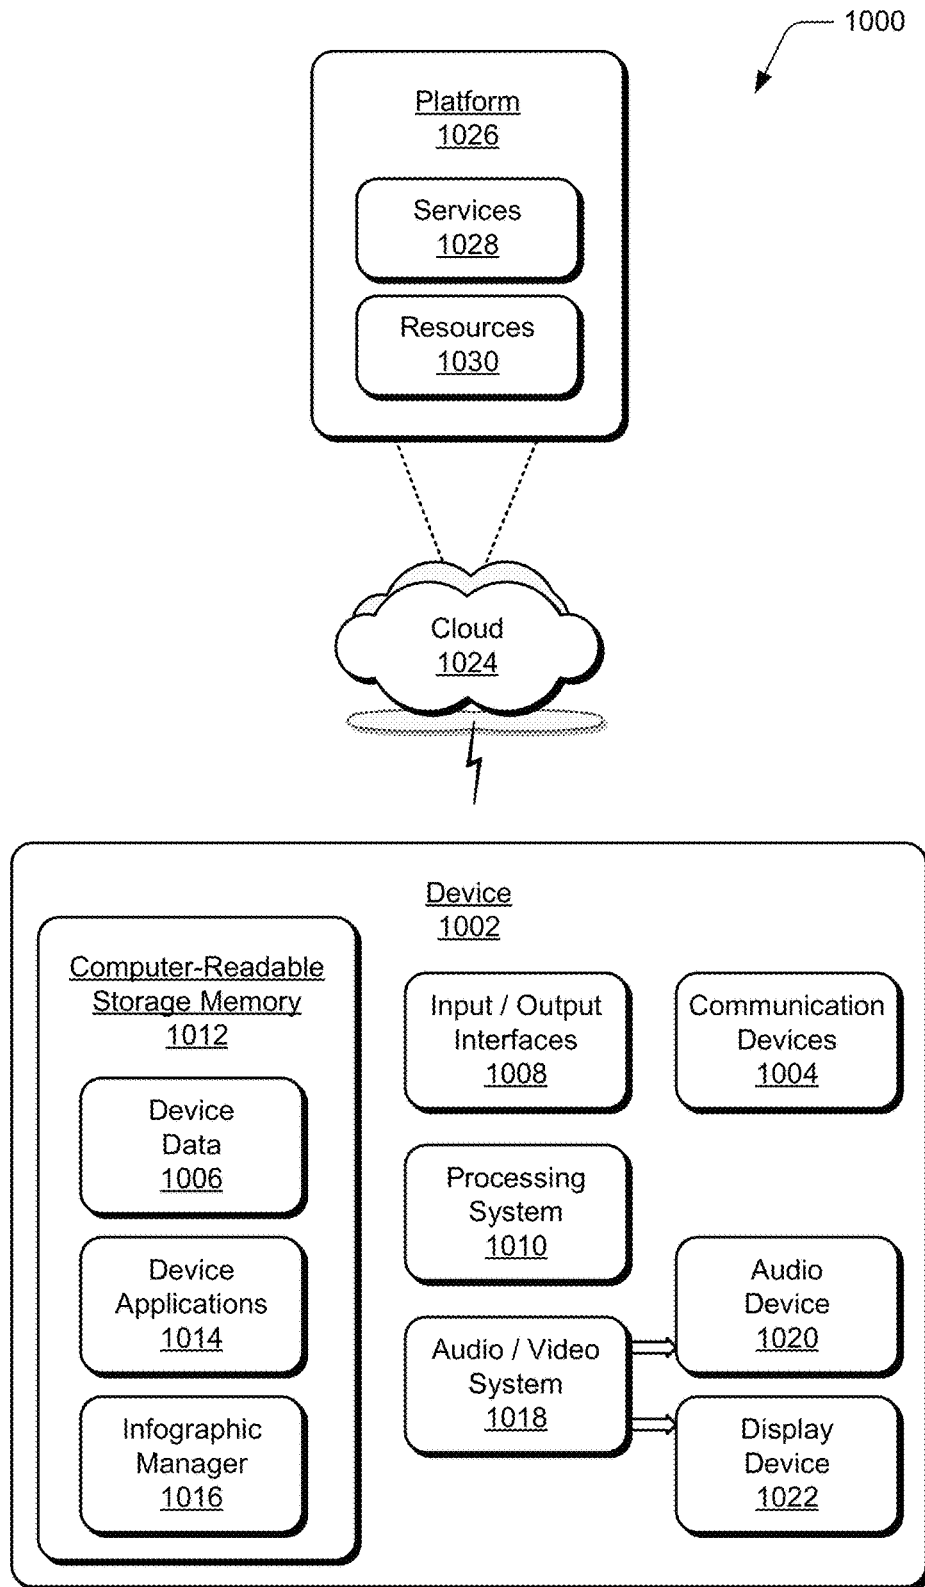 1000
Platform
1026
Services
1028
Resources
1030
Cloud
1024
Device
1002
Computer-Readable
Storage Memory
1012
Device
Data
1006
Device
Applications
1014
Infographic
Manager
1016
Input / Output
Interfaces
1008
Communication
Devices
1004
Processing
System
1010
Audio / Video
System
1018
Audio
Device
1020
Display
Device
1022